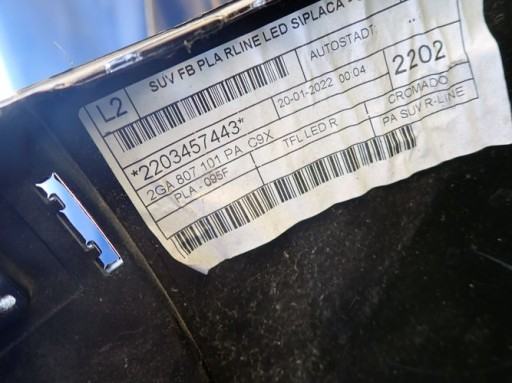 L2
SUV FB PLA RLINE LED S\PLACA
AUTOSTADT
*2203457443*
20-01-2022 00:04
2202
2GA 807 101 PA C9X
TFL LED R
CROMADO
PLA - 095F
PA SUV R-LINE